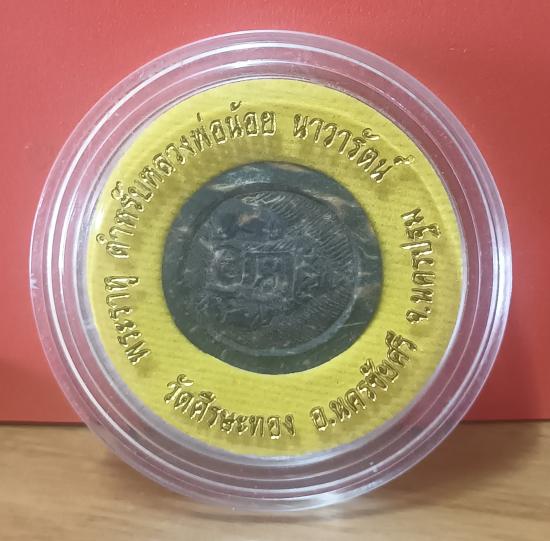 พระราหู ตำหรับหลวงพ่อน้อย นาวารัตน์
วัดศีรษะทอง อ.นครชัยศรี จ.นครปฐม